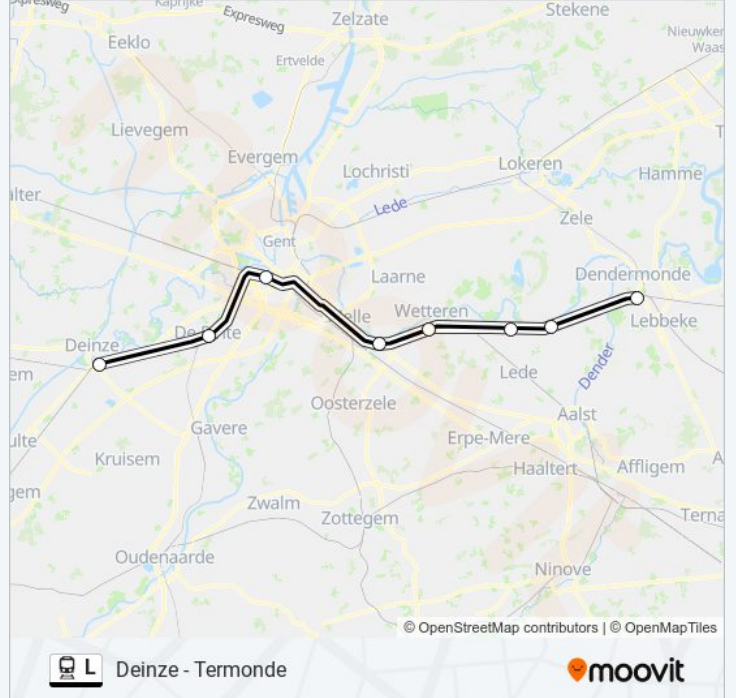 Expresweg
Kaprijke
Expresweg
Zelzate
Stekene
Eeklo
Ertvelde
Nieuwker
Waas
Lievegem
Evergem
Lochristi
Lokeren
Hamme
alter
Lede
Zele
Gent
Laarne
Dendermonde
elle
Wetteren
De Pinte
Deinze
Lebbeke
em
Lede
Dender
Oosterzele
Aalst
Gavere
ulte
Erpe-Mere
Kruisem
Haaltert
Affligem
A
gem
Zwalm
Zottegem
Terna
Oudenaarde
Ninove
© OpenStreetMap contributors | © OpenMapTiles
L Deinze - Termonde
moovit